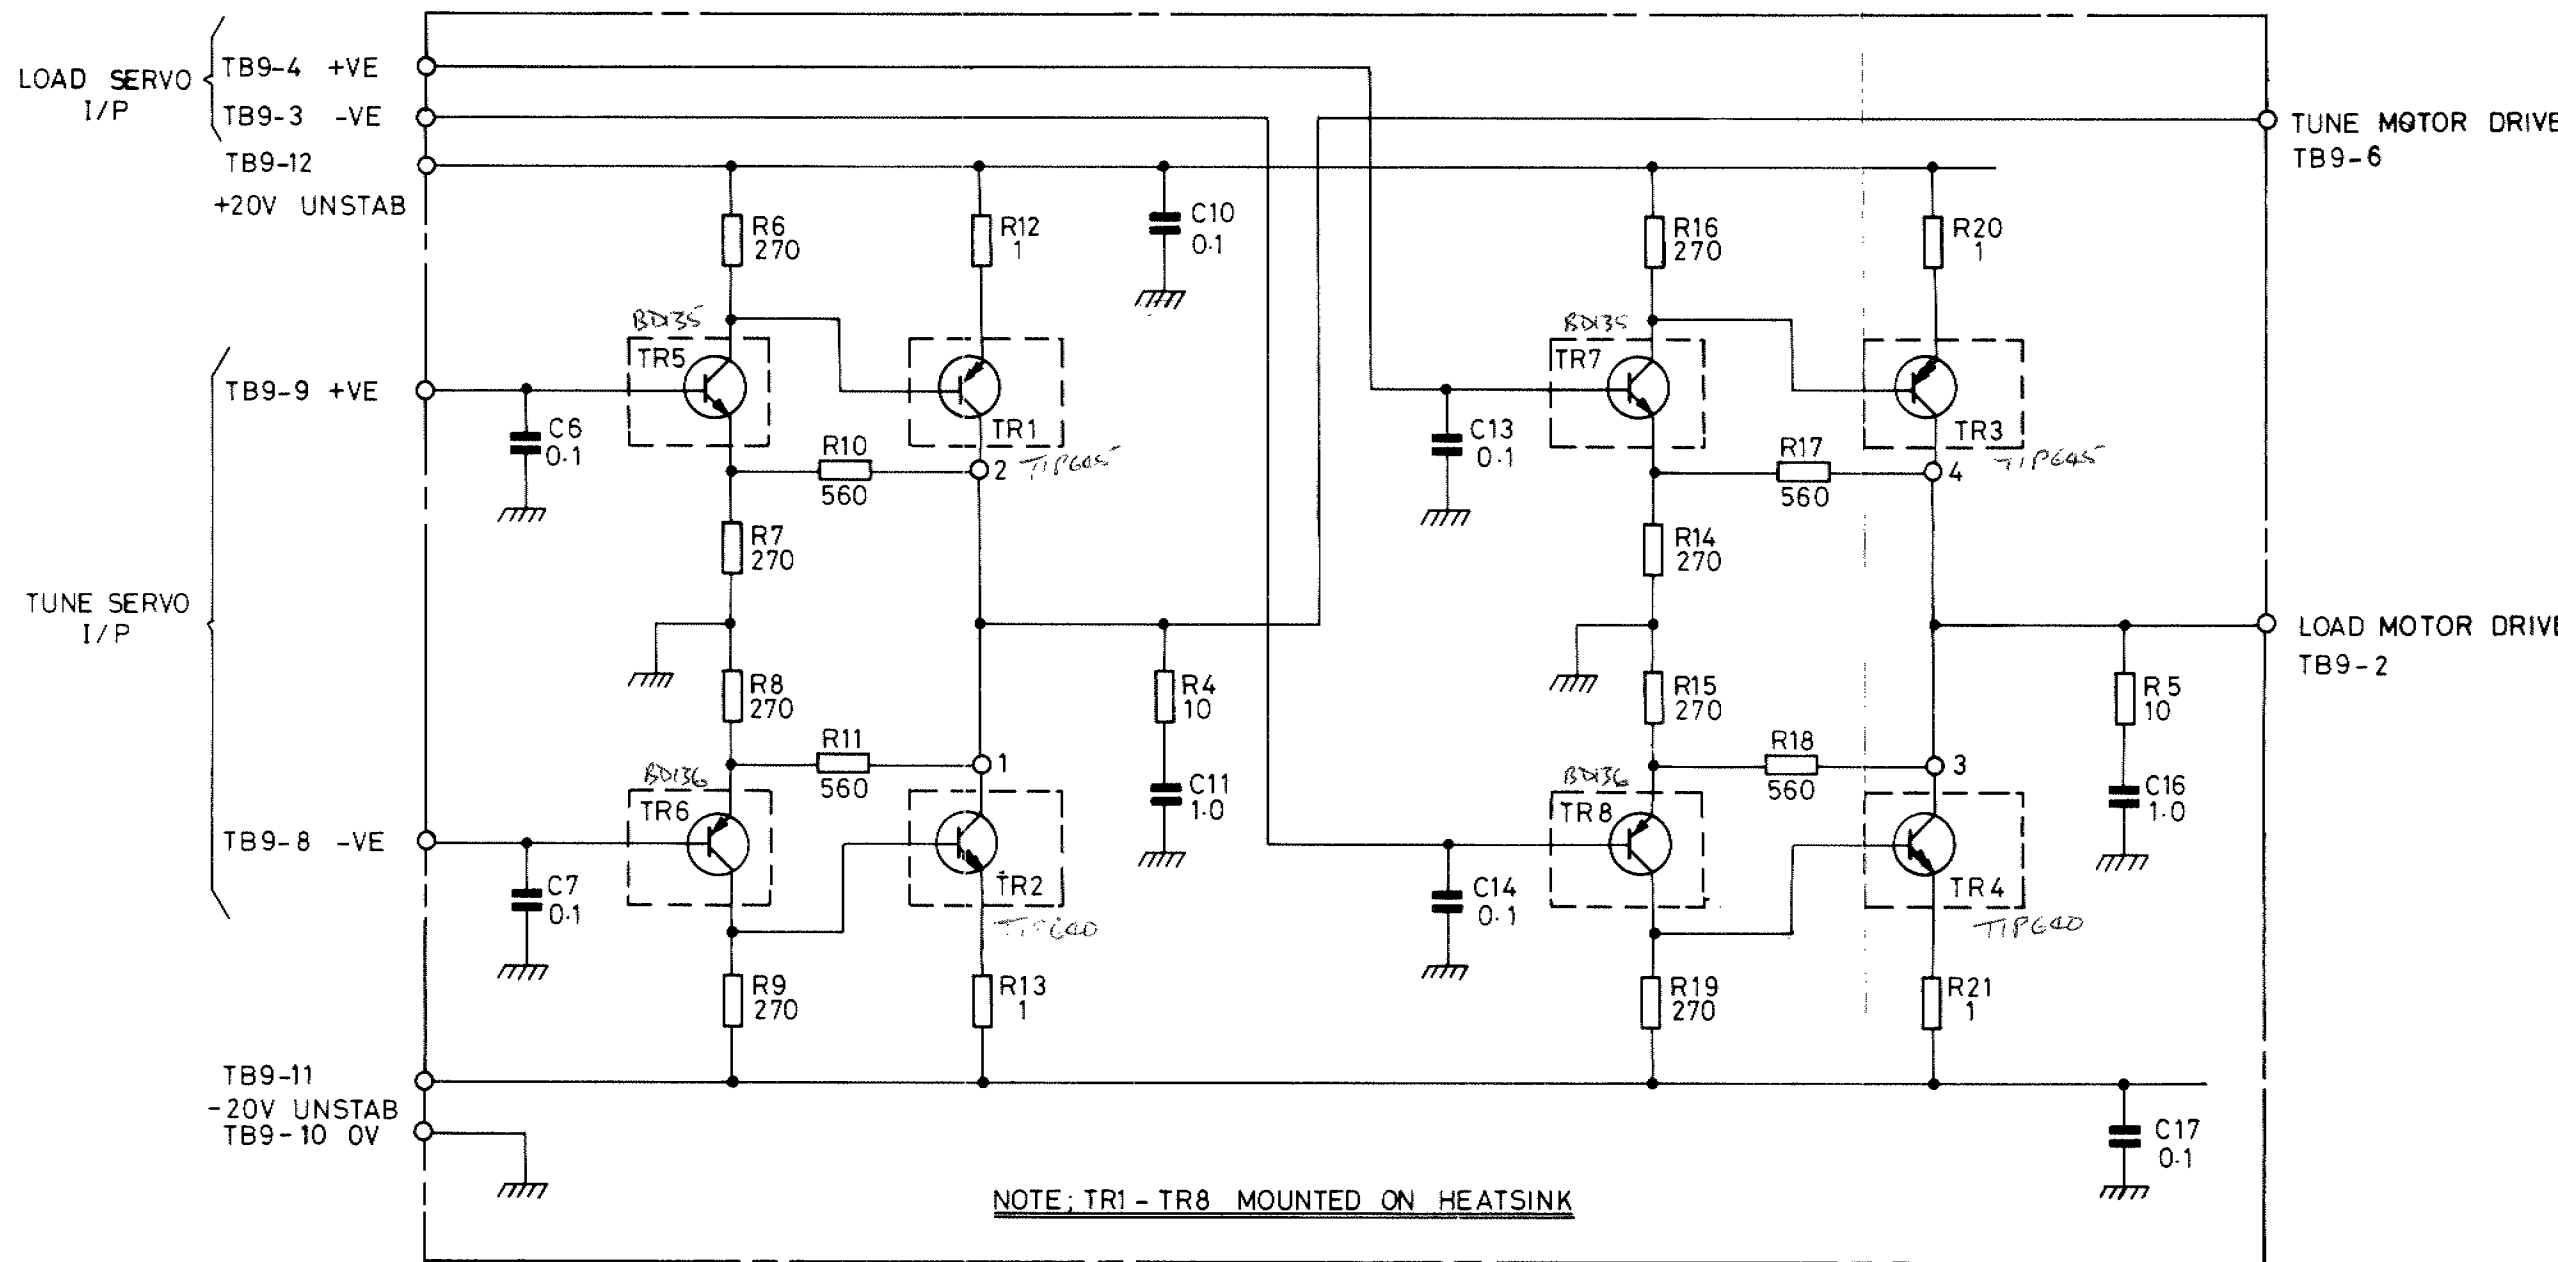 LOAD SERVO
I/P
TB9-4 +VE
TB9-3 -VE
TB9-12
+20V UNSTAB
TUNE MOTOR DRIVE
TB9-6
R6
270
R12
1
C10
0.1
R16
270
R20
1
BD135
TR5
TR1
BD135
TR7
TR3
TIP645
TIP645
TB9-9 +VE
C6
0.1
R10
560
2
C13
0.1
R17
560
4
R7
270
R14
270
TUNE SERVO
I/P
LOAD MOTOR DRIVE
TB9-2
R8
270
R4
10
R15
270
R5
10
R11
560
1
R18
560
3
BD136
TR6
C11
1.0
BD136
TR8
C16
1.0
TB9-8 -VE
C7
0.1
TR2
TIP640
C14
0.1
TR4
TIP640
R9
270
R13
1
R19
270
R21
1
TB9-11
-20V UNSTAB
TB9-10 0V
C17
0.1
NOTE; TR1 - TR8 MOUNTED ON HEATSINK